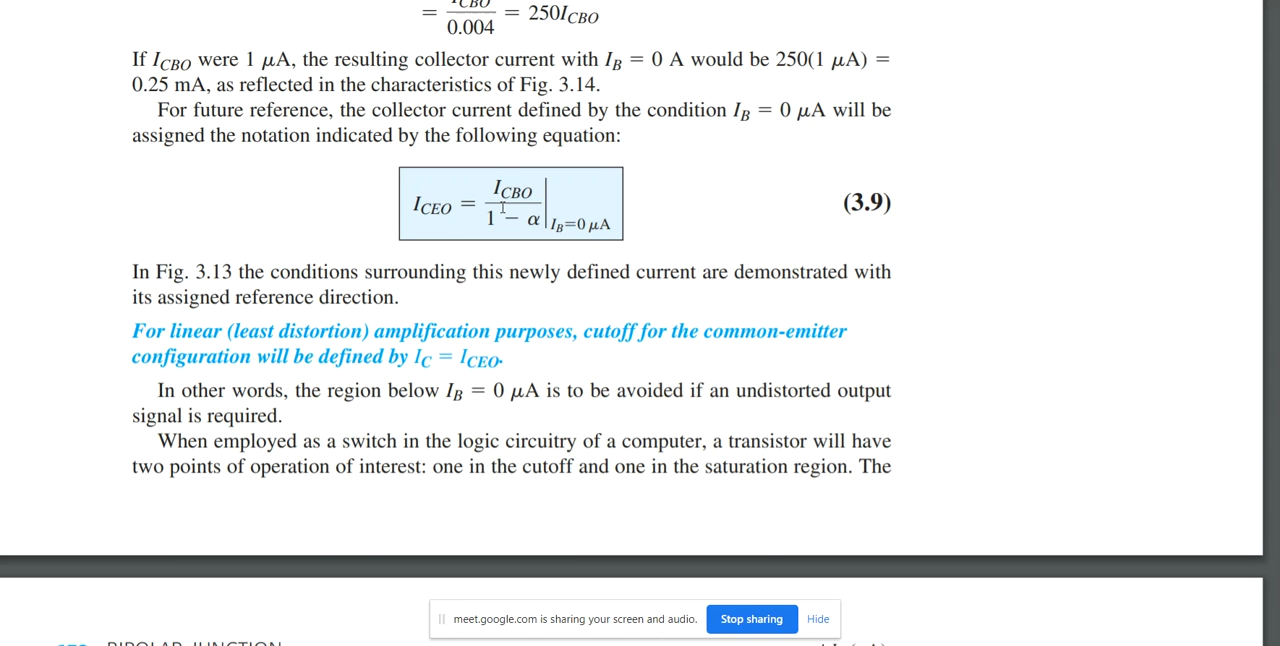 = I_CBO / 0.004 = 250I_CBO
If I_CBO were 1 μA, the resulting collector current with I_B = 0 A would be 250(1 μA) =
0.25 mA, as reflected in the characteristics of Fig. 3.14.
For future reference, the collector current defined by the condition I_B = 0 μA will be
assigned the notation indicated by the following equation:
I_CEO = I_CBO / 1 − α |I_B=0 μA (3.9)
In Fig. 3.13 the conditions surrounding this newly defined current are demonstrated with
its assigned reference direction.
For linear (least distortion) amplification purposes, cutoff for the common-emitter
configuration will be defined by I_C = I_CEO.
In other words, the region below I_B = 0 μA is to be avoided if an undistorted output
signal is required.
When employed as a switch in the logic circuitry of a computer, a transistor will have
two points of operation of interest: one in the cutoff and one in the saturation region. The
meet.google.com is sharing your screen and audio. Stop sharing Hide
BIPOLAR JUNCTION